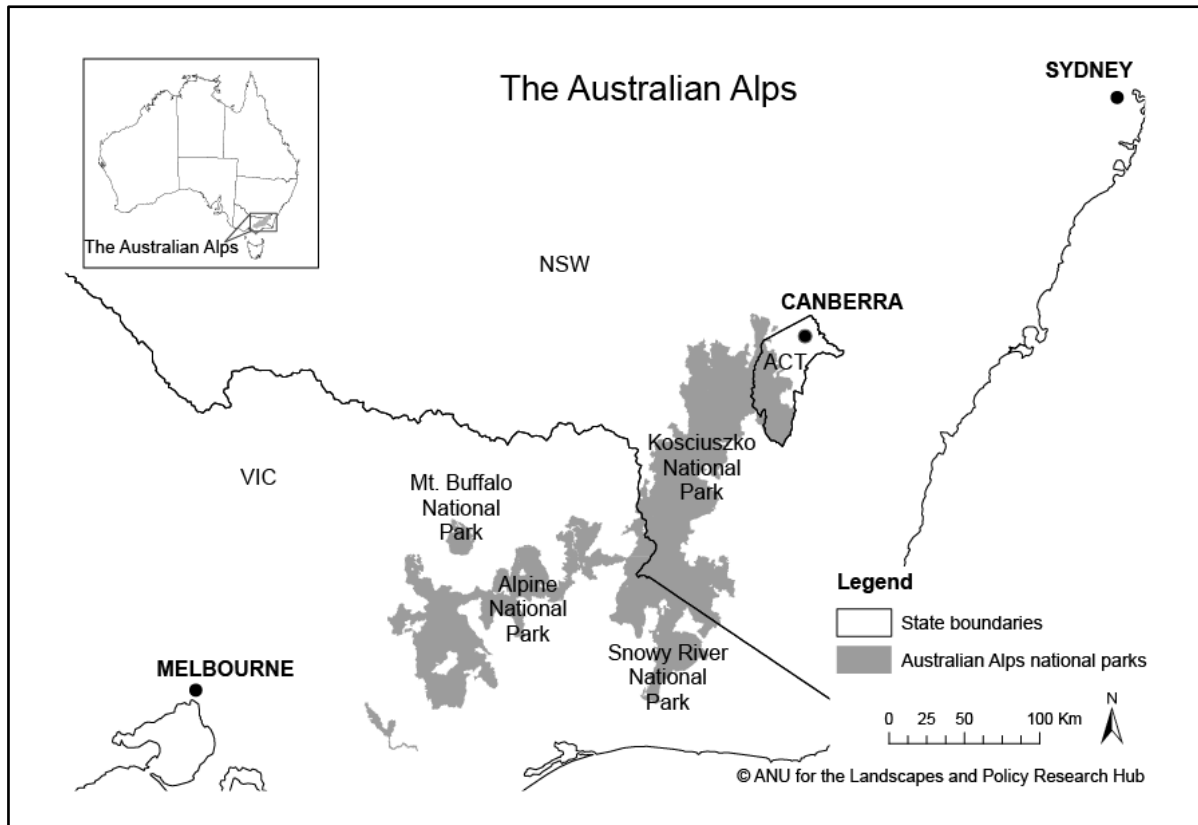 The Australian Alps
SYDNEY
The Australian Alps
NSW
CANBERRA
ACT
Kosciuszko
National
Park
VIC
Mt. Buffalo
National
Park
Alpine
National
Park
Snowy River
National
Park
MELBOURNE
Legend
State boundaries
Australian Alps national parks
N
0 25 50 100 Km
© ANU for the Landscapes and Policy Research Hub